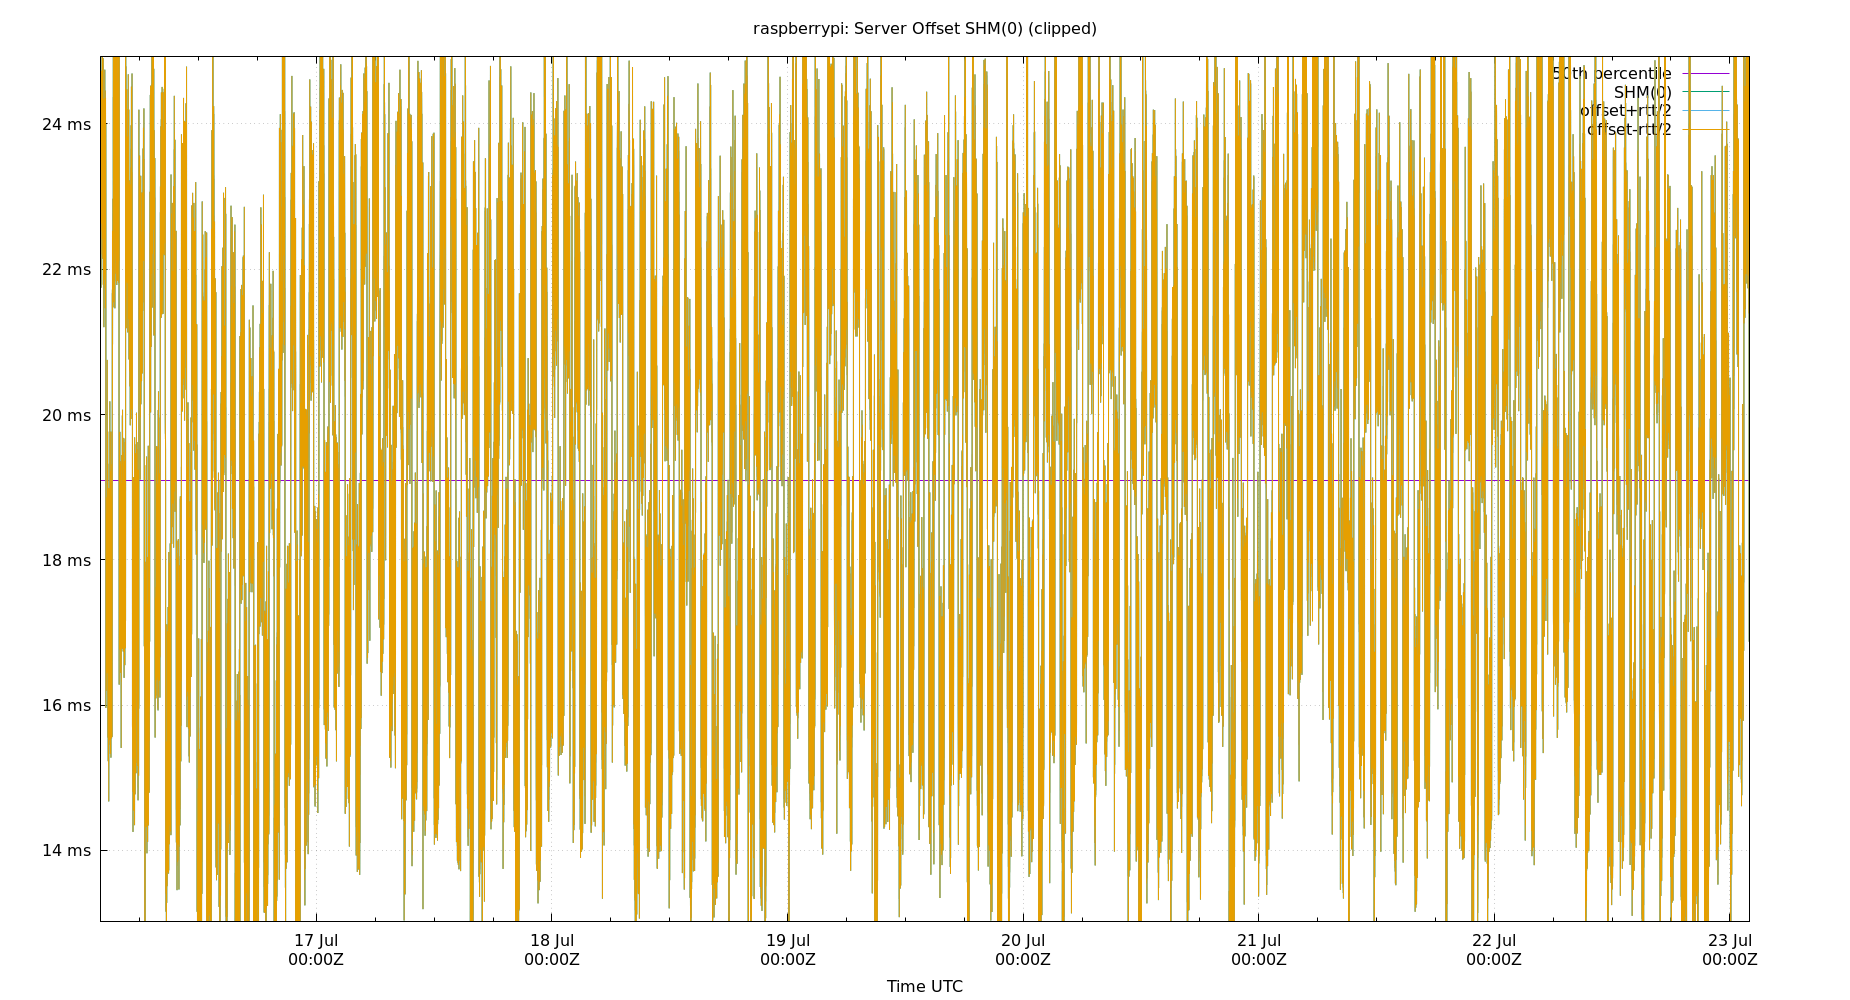 raspberrypi: Server Offset SHM(0) (clipped)
50th percentile
SHM(0)
offset+rtt/2
offset-rtt/2
24 ms
22 ms
20 ms
18 ms
16 ms
14 ms
17 Jul 18 Jul 19 Jul 20 Jul 21 Jul 22 Jul 23 Jul
00:00Z 00:00Z 00:00Z 00:00Z 00:00Z 00:00Z 00:00Z
Time UTC